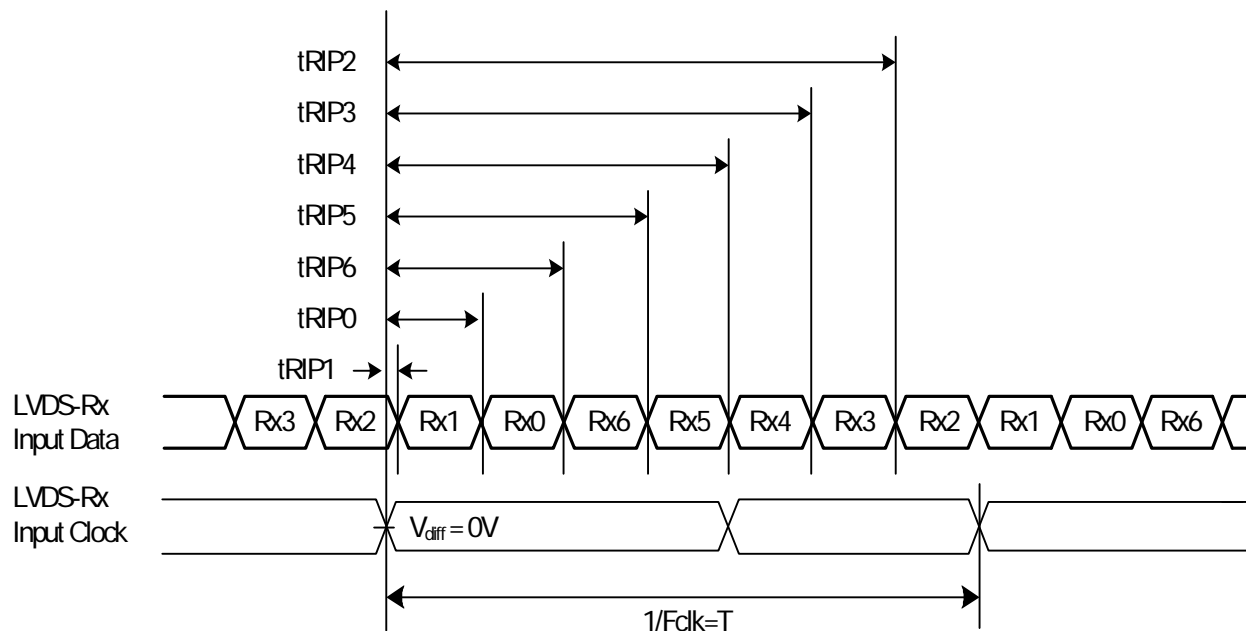 tRIP2
tRIP3
tRIP4
tRIP5
tRIP6
tRIP0
tRIP1
LVDS-Rx
Input Data
Rx3 Rx2 Rx1 Rx0 Rx6 Rx5 Rx4 Rx3 Rx2 Rx1 Rx0 Rx6
LVDS-Rx
Input Clock
Vdiff = 0V
1/Fclk=T